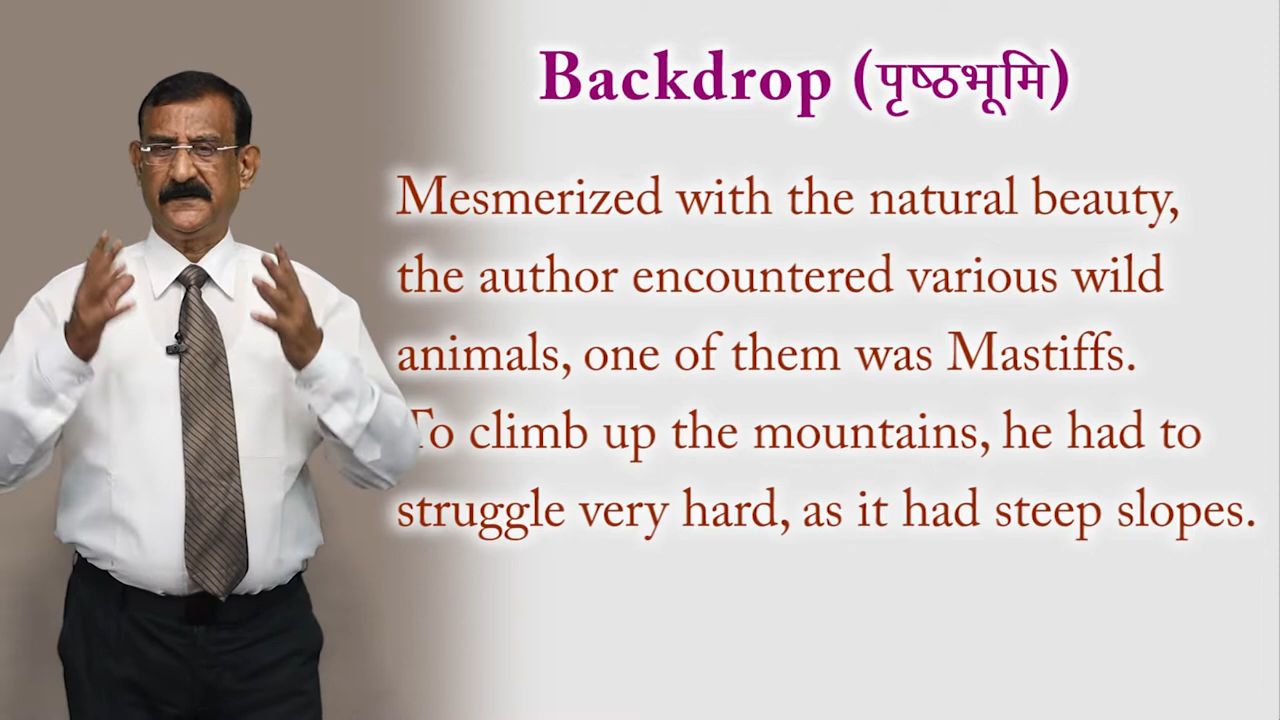 Backdrop (पृष्ठभूमि)
Mesmerized with the natural beauty,
the author encountered various wild
animals, one of them was Mastiffs.
To climb up the mountains, he had to
struggle very hard, as it had steep slopes.